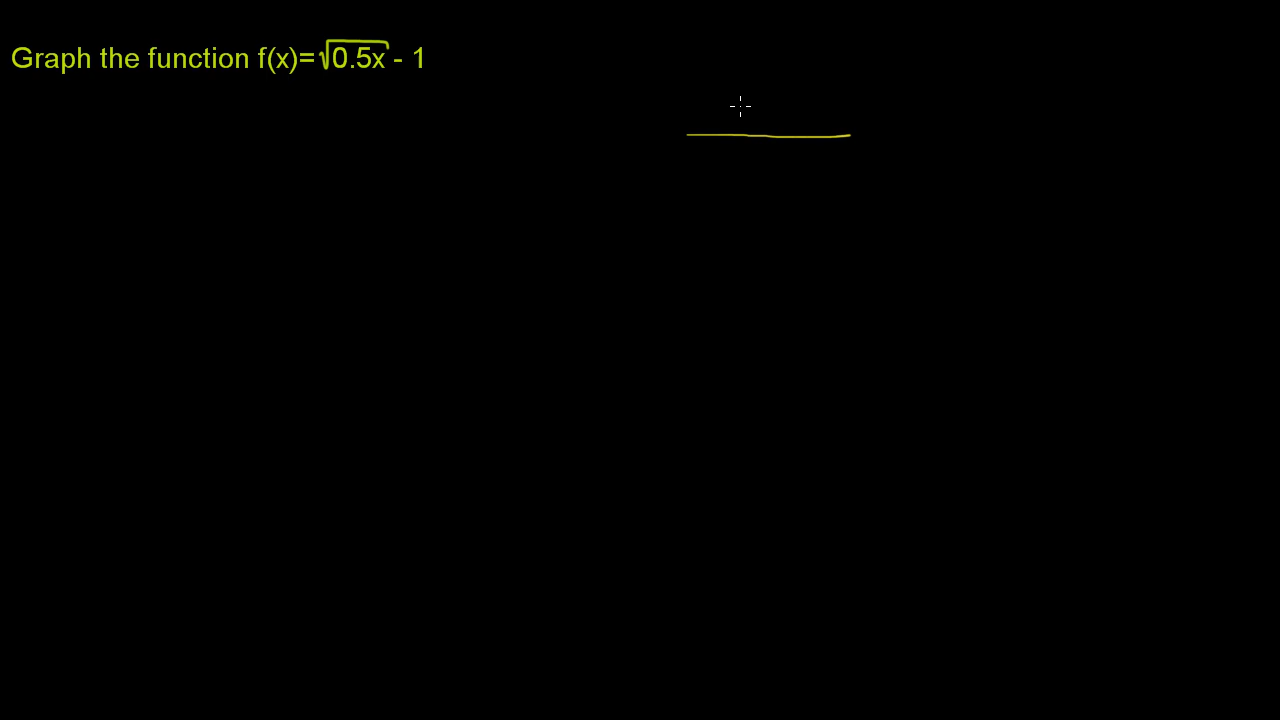 Graph the function f(x)=√0.5x - 1